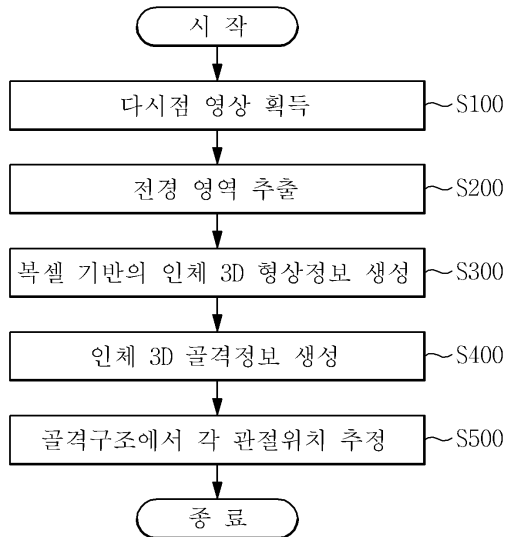 시 작
다시점 영상 획득 S100
전경 영역 추출 S200
복셀 기반의 인체 3D 형상정보 생성 S300
인체 3D 골격정보 생성 S400
골격구조에서 각 관절위치 추정 S500
종 료